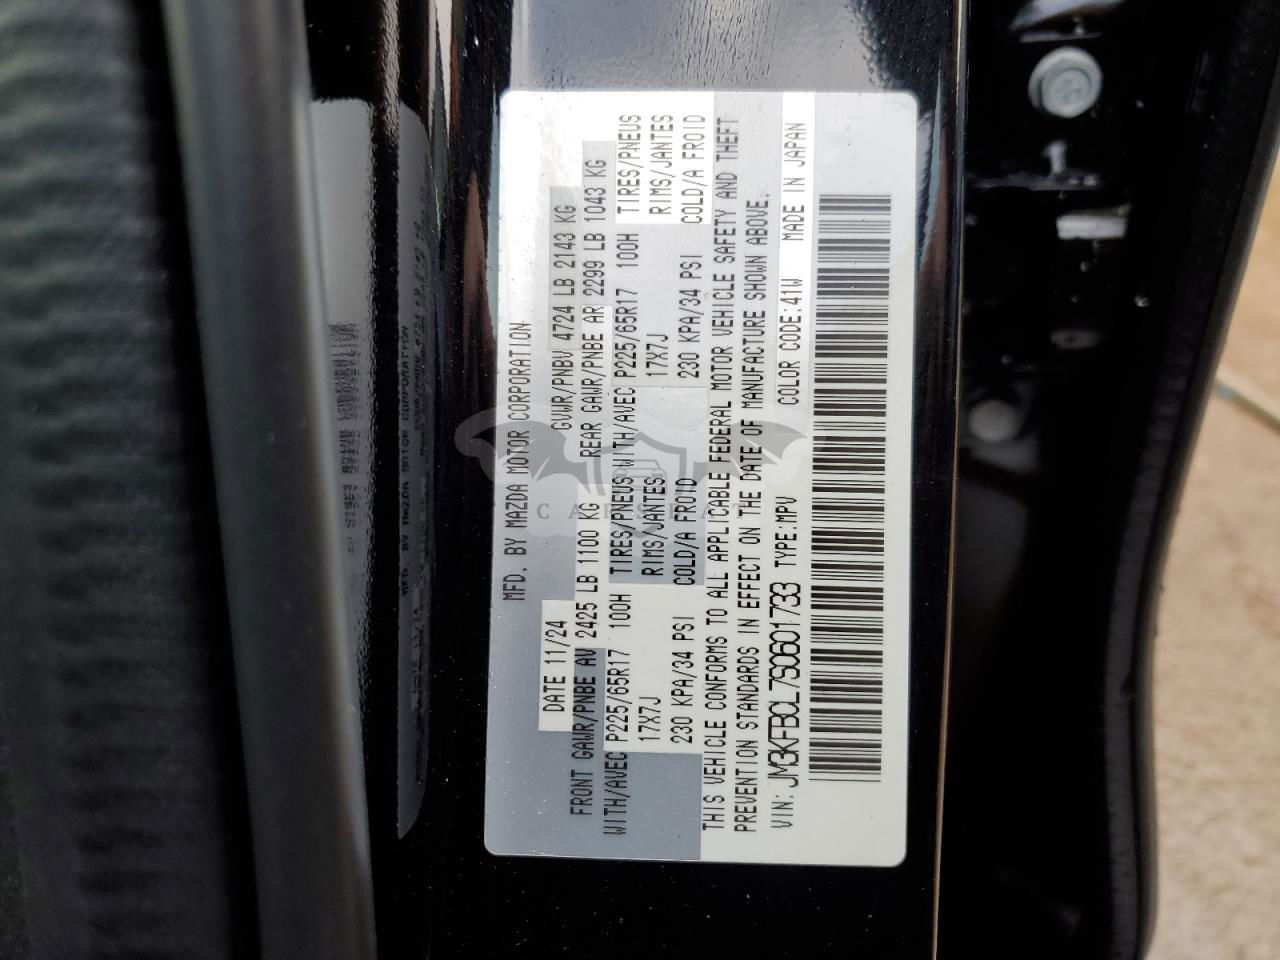 MFD. BY MAZDA MOTOR CORPORATION
DATE 11/24 GVWR/PNBV 4724 LB 2143 KG
FRONT GAWR/PNBE AV 2425 LB 1100 KG REAR GAWR/PNBE AR 2299 LB 1043 KG
WITH/AVEC P225/65R17 100H TIRES/PNEUS WITH/AVEC P225/65R17 100H TIRES/PNEUS
17X7J RIMS/JANTES 17X7J RIMS/JANTES
230 KPA/34 PSI COLD/A FROID 230 KPA/34 PSI COLD/A FROID
THIS VEHICLE CONFORMS TO ALL APPLICABLE FEDERAL MOTOR VEHICLE SAFETY AND THEFT
PREVENTION STANDARDS IN EFFECT ON THE DATE OF MANUFACTURE SHOWN ABOVE.
VIN: JM3KFBCL7S0601733 TYPE:MPV COLOR CODE:41W MADE IN JAPAN